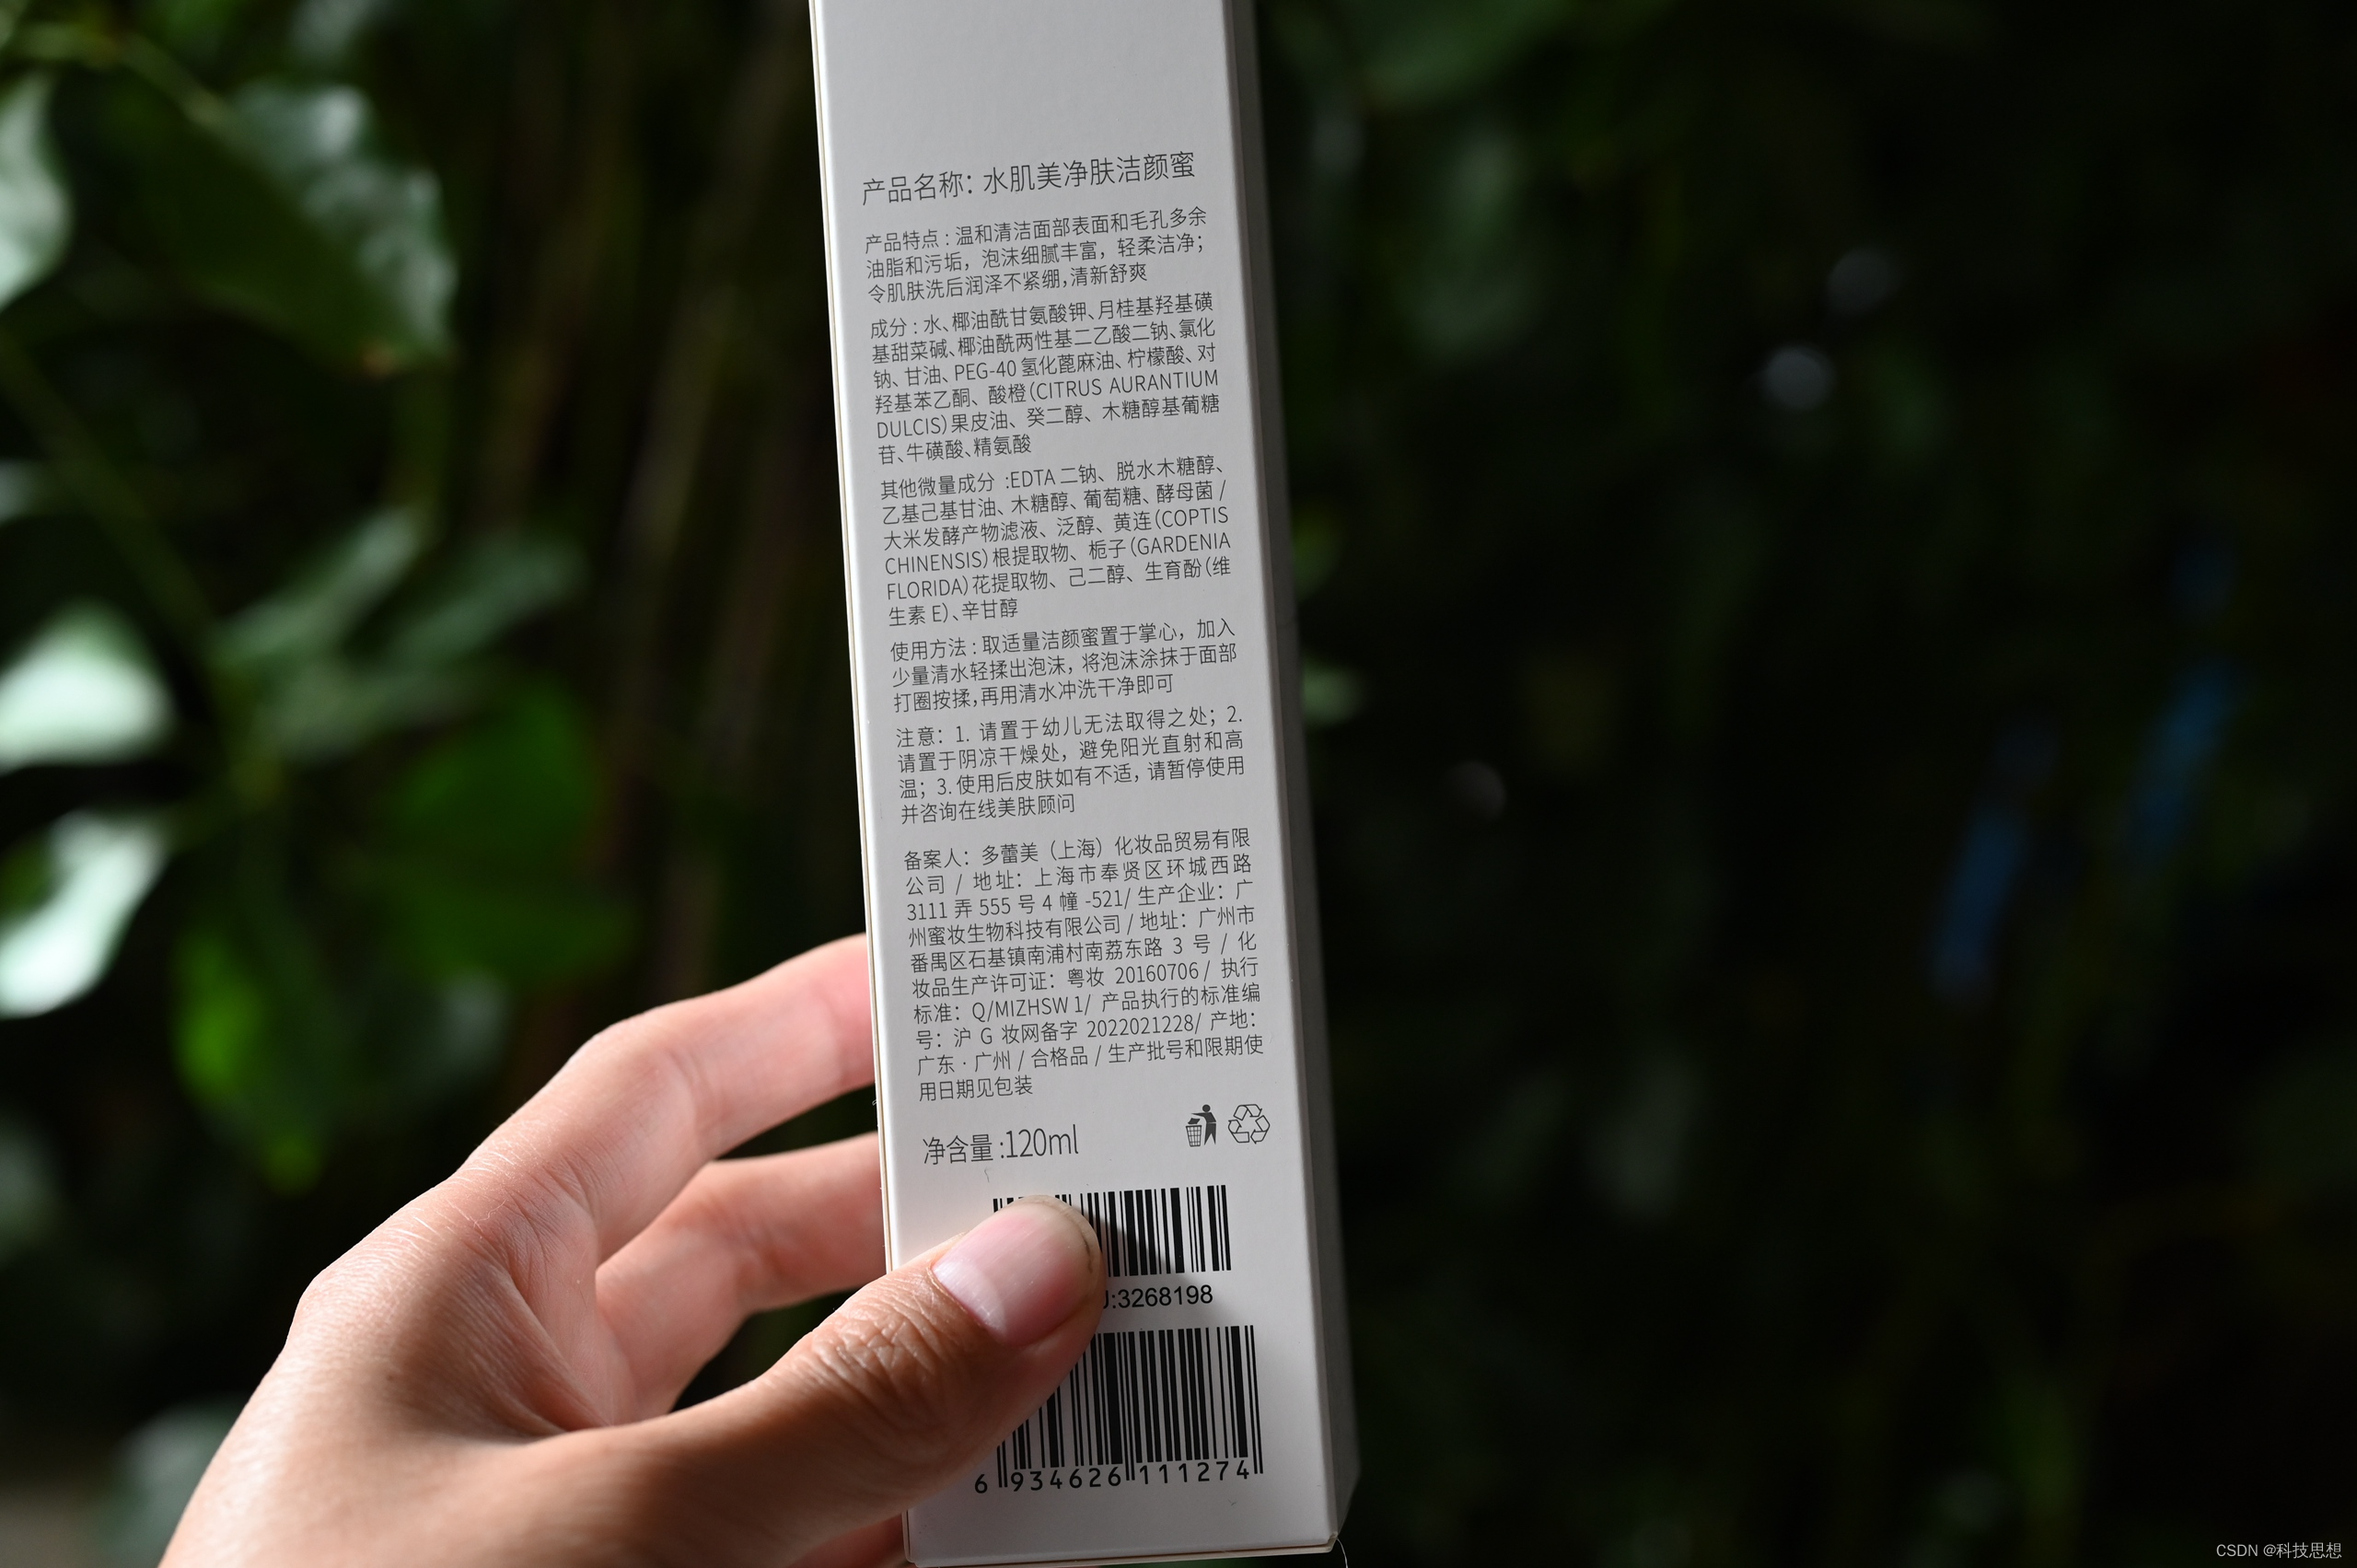 产品名称：水肌美净肤洁颜蜜
产品特点：温和清洁面部表面和毛孔多余
油脂和污垢，泡沫细腻丰富，轻柔洁净；
令肌肤洗后润泽不紧绷，清新舒爽
成分：水、椰油酰甘氨酸钾、月桂基羟基磺
基甜菜碱、椰油酰两性基二乙酸二钠、氯化
钠、甘油、PEG-40 氢化蓖麻油、柠檬酸、对
羟基苯乙酮、酸橙（CITRUS AURANTIUM
DULCIS）果皮油、癸二醇、木糖醇基葡糖
苷、牛磺酸、精氨酸
其他微量成分 :EDTA 二钠、脱水木糖醇、
乙基己基甘油、木糖醇、葡萄糖、酵母菌 /
大米发酵产物滤液、泛醇、黄连（COPTIS
CHINENSIS）根提取物、栀子（GARDENIA
FLORIDA）花提取物、己二醇、生育酚（维
生素 E）、辛甘醇
使用方法：取适量洁颜蜜置于掌心，加入
少量清水轻揉出泡沫，将泡沫涂抹于面部
打圈按揉，再用清水冲洗干净即可
注意：1. 请置于幼儿无法取得之处；2.
请置于阴凉干燥处，避免阳光直射和高
温；3. 使用后皮肤如有不适，请暂停使用
并咨询在线美肤顾问
备案人：多蕾美（上海）化妆品贸易有限
公司 / 地址：上海市奉贤区环城西路
3111 弄 555 号 4 幢 -521/ 生产企业：广
州蜜妆生物科技有限公司 / 地址：广州市
番禺区石基镇南浦村南荔东路 3 号 / 化
妆品生产许可证：粤妆 20160706 / 执行
标准：Q/MIZHSW 1/ 产品执行的标准编
号：沪 G 妆网备字 2022021228/ 产地：
广东 · 广州 / 合格品 / 生产批号和限期使
用日期见包装
净含量 :120ml
:3268198
6 934626 111274
CSDN @科技思想